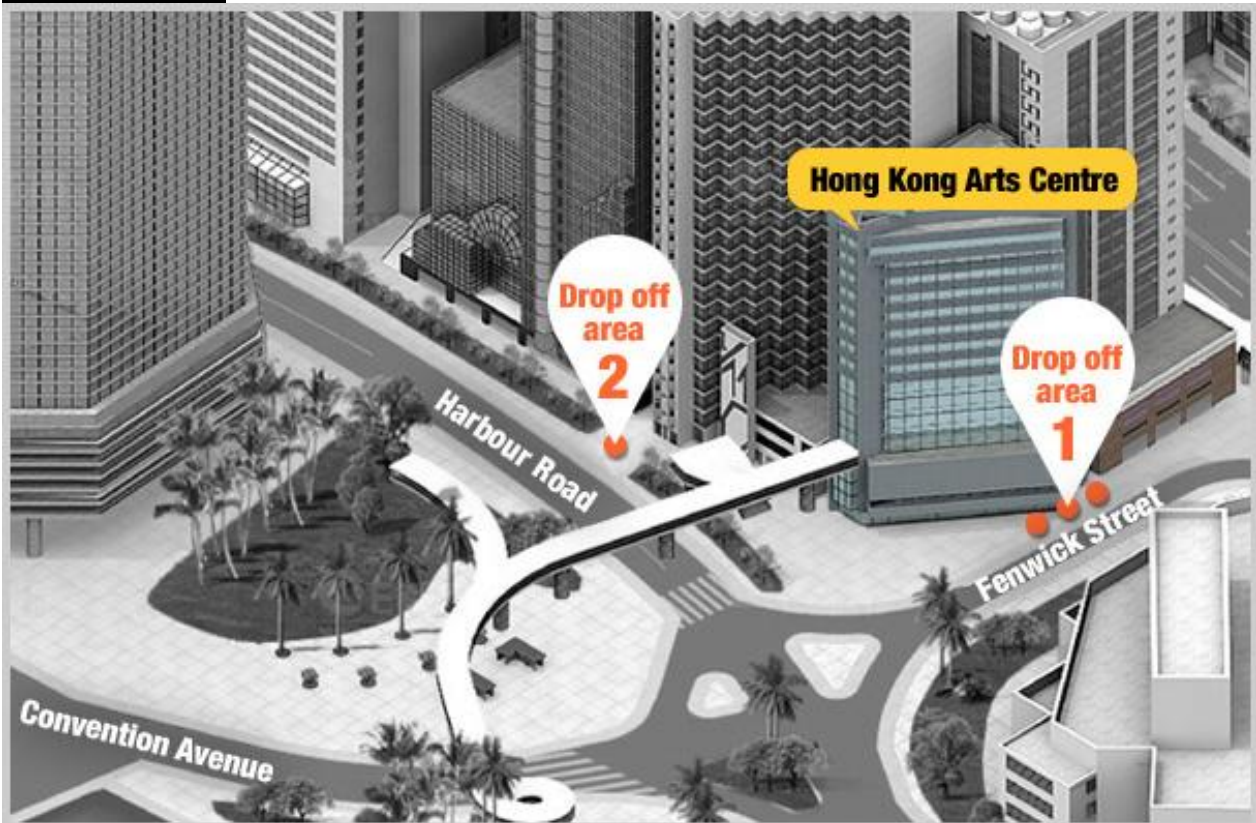 Hong Kong Arts Centre
Drop off
area
2
Drop off
area
1
Harbour Road
Fenwick Street
Convention Avenue